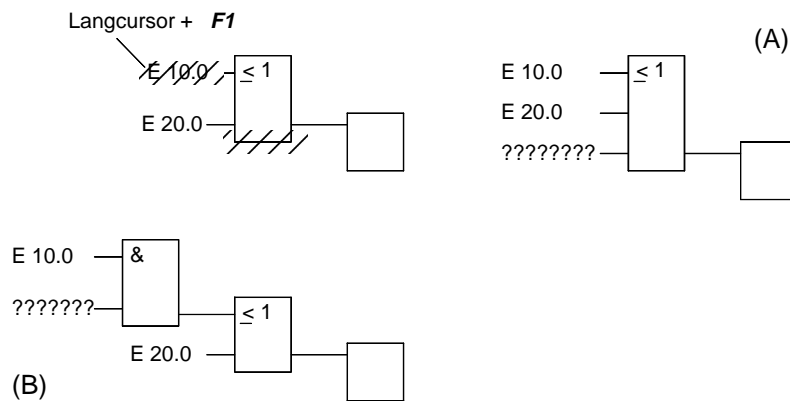 Langcursor + F1
E 10.0
≤ 1
E 20.0
(A)
E 10.0
≤ 1
E 20.0
????????
E 10.0
&
???????
≤ 1
E 20.0
(B)